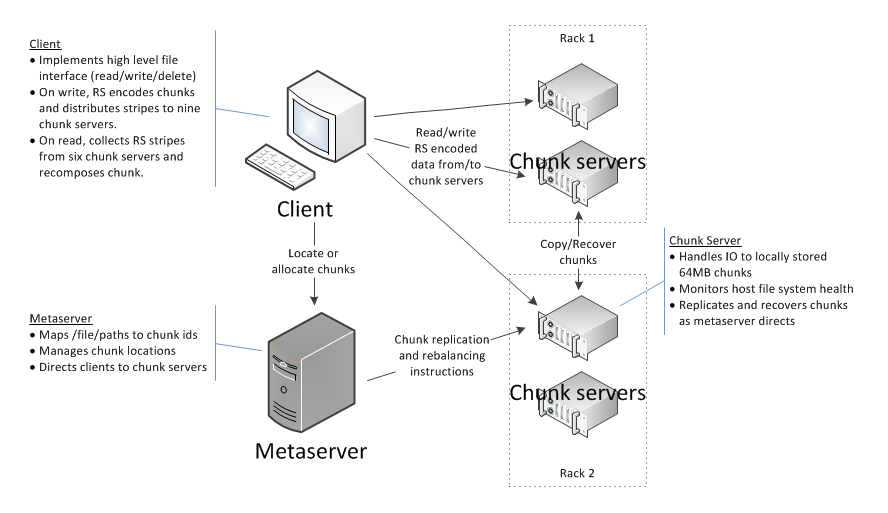 Client
• Implements high level file
interface (read/write/delete)
• On write, RS encodes chunks
and distributes stripes to nine
chunk servers.
• On read, collects RS stripes
from six chunk servers and
recomposes chunk.
Client
Locate or
allocate chunks
Metaserver
• Maps /file/paths to chunk ids
• Manages chunk locations
• Directs clients to chunk servers
Metaserver
Read/write
RS encoded
data from/to
chunk servers
Chunk replication
and rebalancing
instructions
Rack 1
Chunk servers
Copy/Recover
chunks
Chunk servers
Rack 2
Chunk Server
• Handles IO to locally stored
64MB chunks
• Monitors host file system health
• Replicates and recovers chunks
as metaserver directs